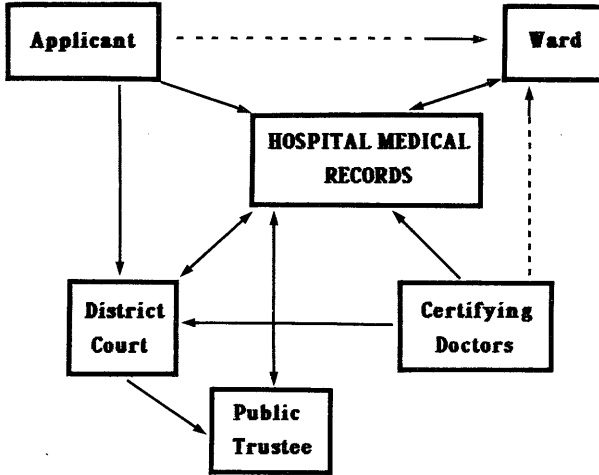 Applicant
Ward
HOSPITAL MEDICAL
RECORDS
District
Court
Certifying
Doctors
Public
Trustee